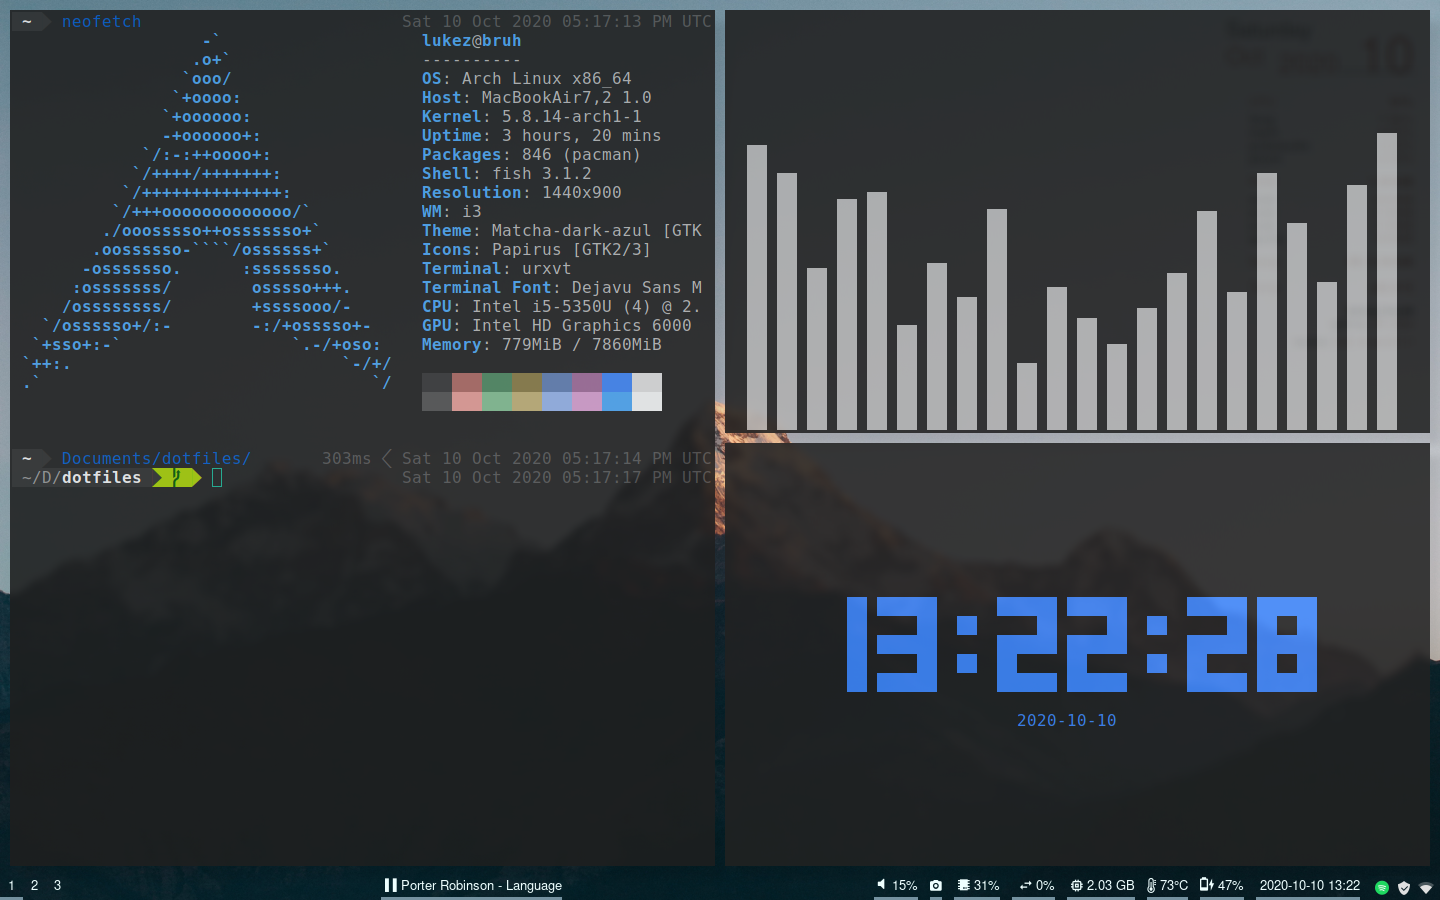 ~ neofetch Sat 10 Oct 2020 05:17:13 PM UTC
-`
.o+`
`ooo/
`+oooo:
`+oooooo:
-+oooooo+:
`/:-:++oooo+:
`/++++/+++++++:
`/++++++++++++++:
`/+++ooooooooooooo/`
./ooosssso++osssssso+`
.oossssso-````/ossssss+`
-osssssso. :ssssssso.
:osssssss/ osssso+++.
/ossssssss/ +ssssooo/-
`/ossssso+/:- -:/+osssso+-
`+sso+:-` `.-/+oso:
`++:. `-/+/
.` `/
lukez@bruh
----------
OS: Arch Linux x86_64
Host: MacBookAir7,2 1.0
Kernel: 5.8.14-arch1-1
Uptime: 3 hours, 20 mins
Packages: 846 (pacman)
Shell: fish 3.1.2
Resolution: 1440x900
WM: i3
Theme: Matcha-dark-azul [GTK
Icons: Papirus [GTK2/3]
Terminal: urxvt
Terminal Font: Dejavu Sans M
CPU: Intel i5-5350U (4) @ 2.
GPU: Intel HD Graphics 6000
Memory: 779MiB / 7860MiB
~ Documents/dotfiles/ 303ms Sat 10 Oct 2020 05:17:14 PM UTC
~/D/dotfiles Sat 10 Oct 2020 05:17:17 PM UTC
13:22:28
2020-10-10
1 2 3 Porter Robinson - Language 15% 31% 0% 2.03 GB 73°C 47% 2020-10-10 13:22